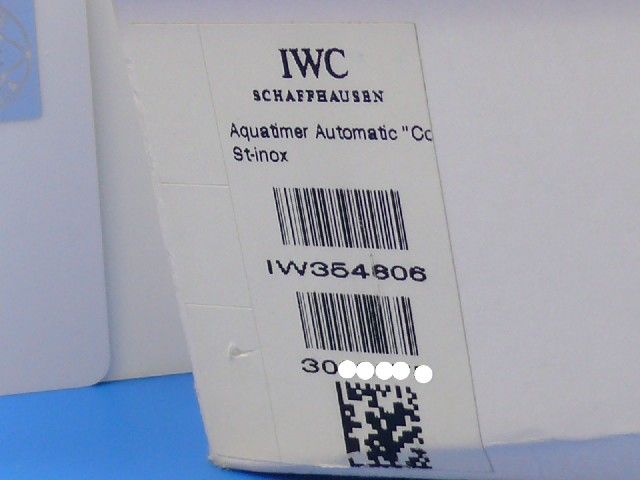 IWC
SCHAFFHAUSEN
Aquatimer Automatic "Co
St-inox
IW354806
30